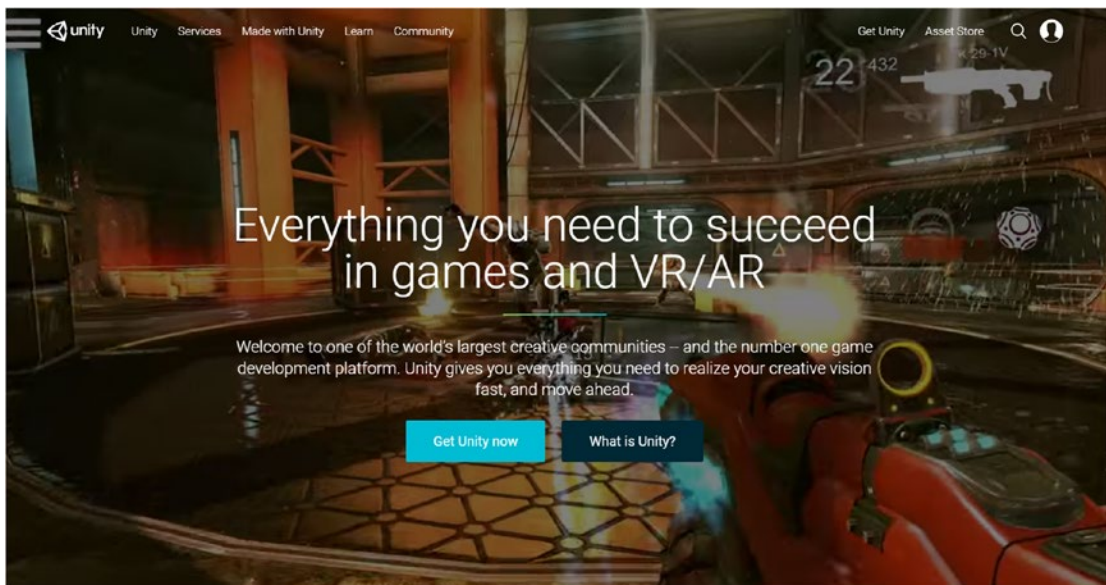 unity Unity Services Made with Unity Learn Community Get Unity Asset Store
22 432
Everything you need to succeed
in games and VR/AR
Welcome to one of the world's largest creative communities – and the number one game
development platform. Unity gives you everything you need to realize your creative vision
fast, and move ahead.
Get Unity now What is Unity?